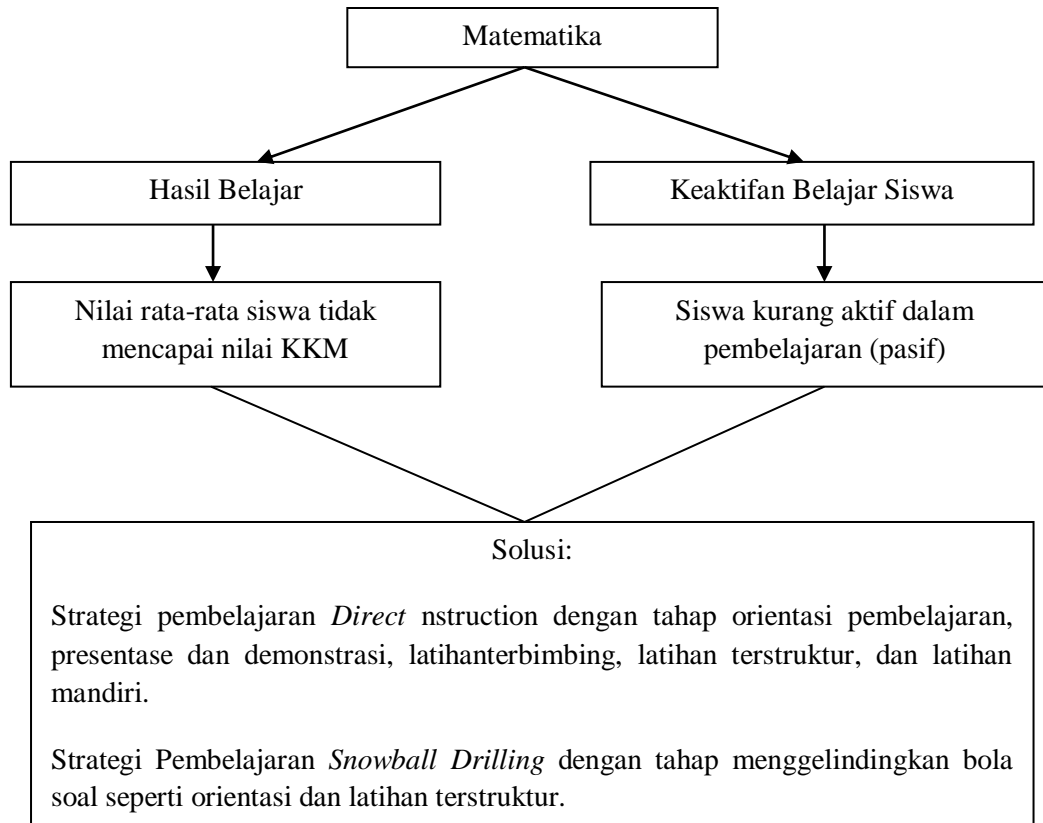 Matematika
Hasil Belajar
Keaktifan Belajar Siswa
Nilai rata-rata siswa tidak
mencapai nilai KKM
Siswa kurang aktif dalam
pembelajaran (pasif)
Solusi:
Strategi pembelajaran Direct nstruction dengan tahap orientasi pembelajaran,
presentase dan demonstrasi, latihanterbimbing, latihan terstruktur, dan latihan
mandiri.
Strategi Pembelajaran Snowball Drilling dengan tahap menggelindingkan bola
soal seperti orientasi dan latihan terstruktur.